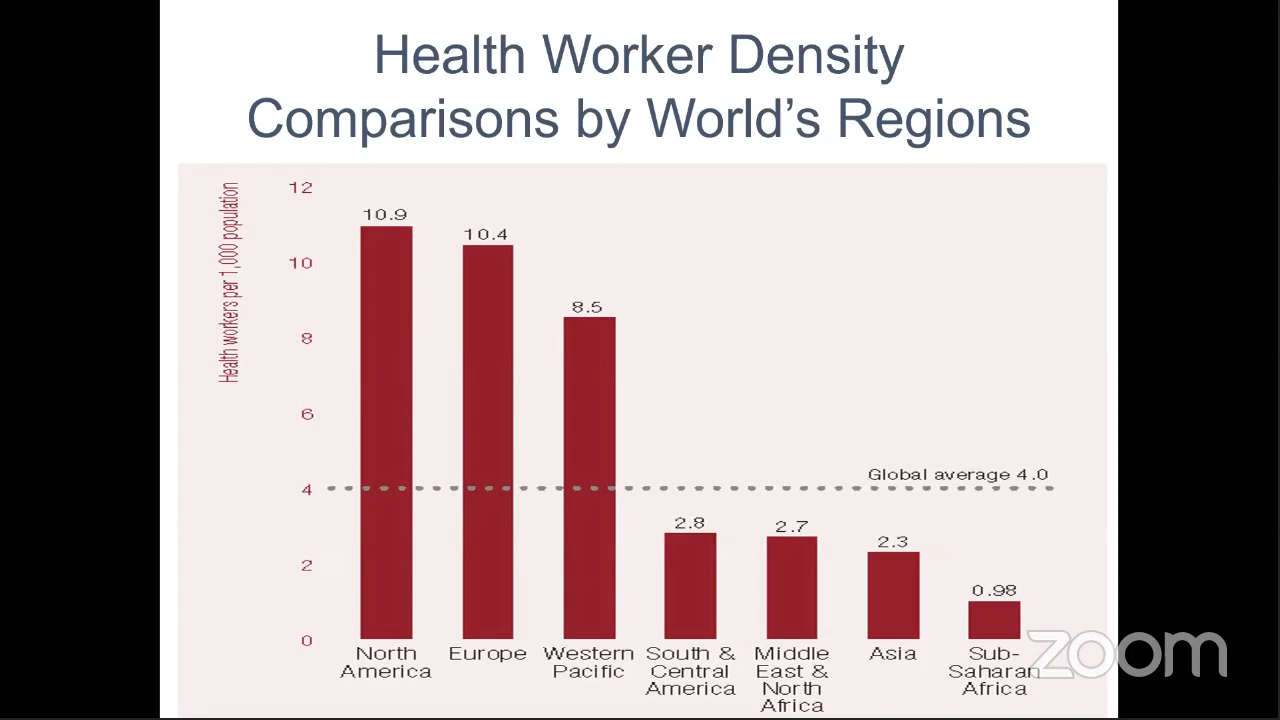 Health Worker Density
Comparisons by World’s Regions
Health workers per 1,000 population
12
10
8
6
4
2
0
10.9
10.4
8.5
Global average 4.0
2.8
2.7
2.3
0.98
North
America
Europe
Western
Pacific
South &
Central
America
Middle
East &
North
Africa
Asia
Sub-
Saharan
Africa
zoom